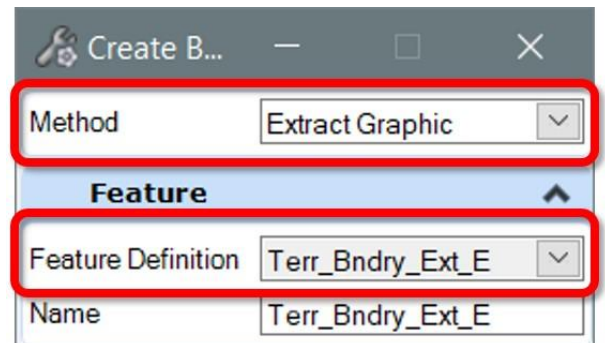 Create B...
Method Extract Graphic
Feature
Feature Definition Terr_Bndry_Ext_E
Name Terr_Bndry_Ext_E